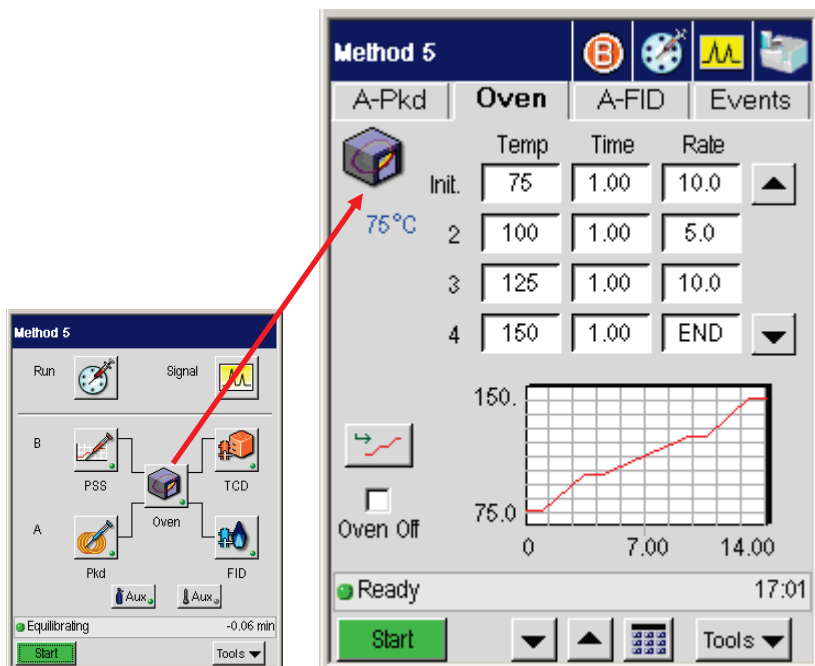 Method 5
Run
Signal
B
PSS
TCD
Oven
A
Pkd
FID
Aux
Aux
Equilibrating -0.06 min
Start Tools
Method 5
B
A-Pkd Oven A-FID Events
Temp Time Rate
Init. 75 1.00 10.0
75°C
2 100 1.00 5.0
3 125 1.00 10.0
4 150 1.00 END
150.
75.0
Oven Off
0 7.00 14.00
Ready 17:01
Start Tools